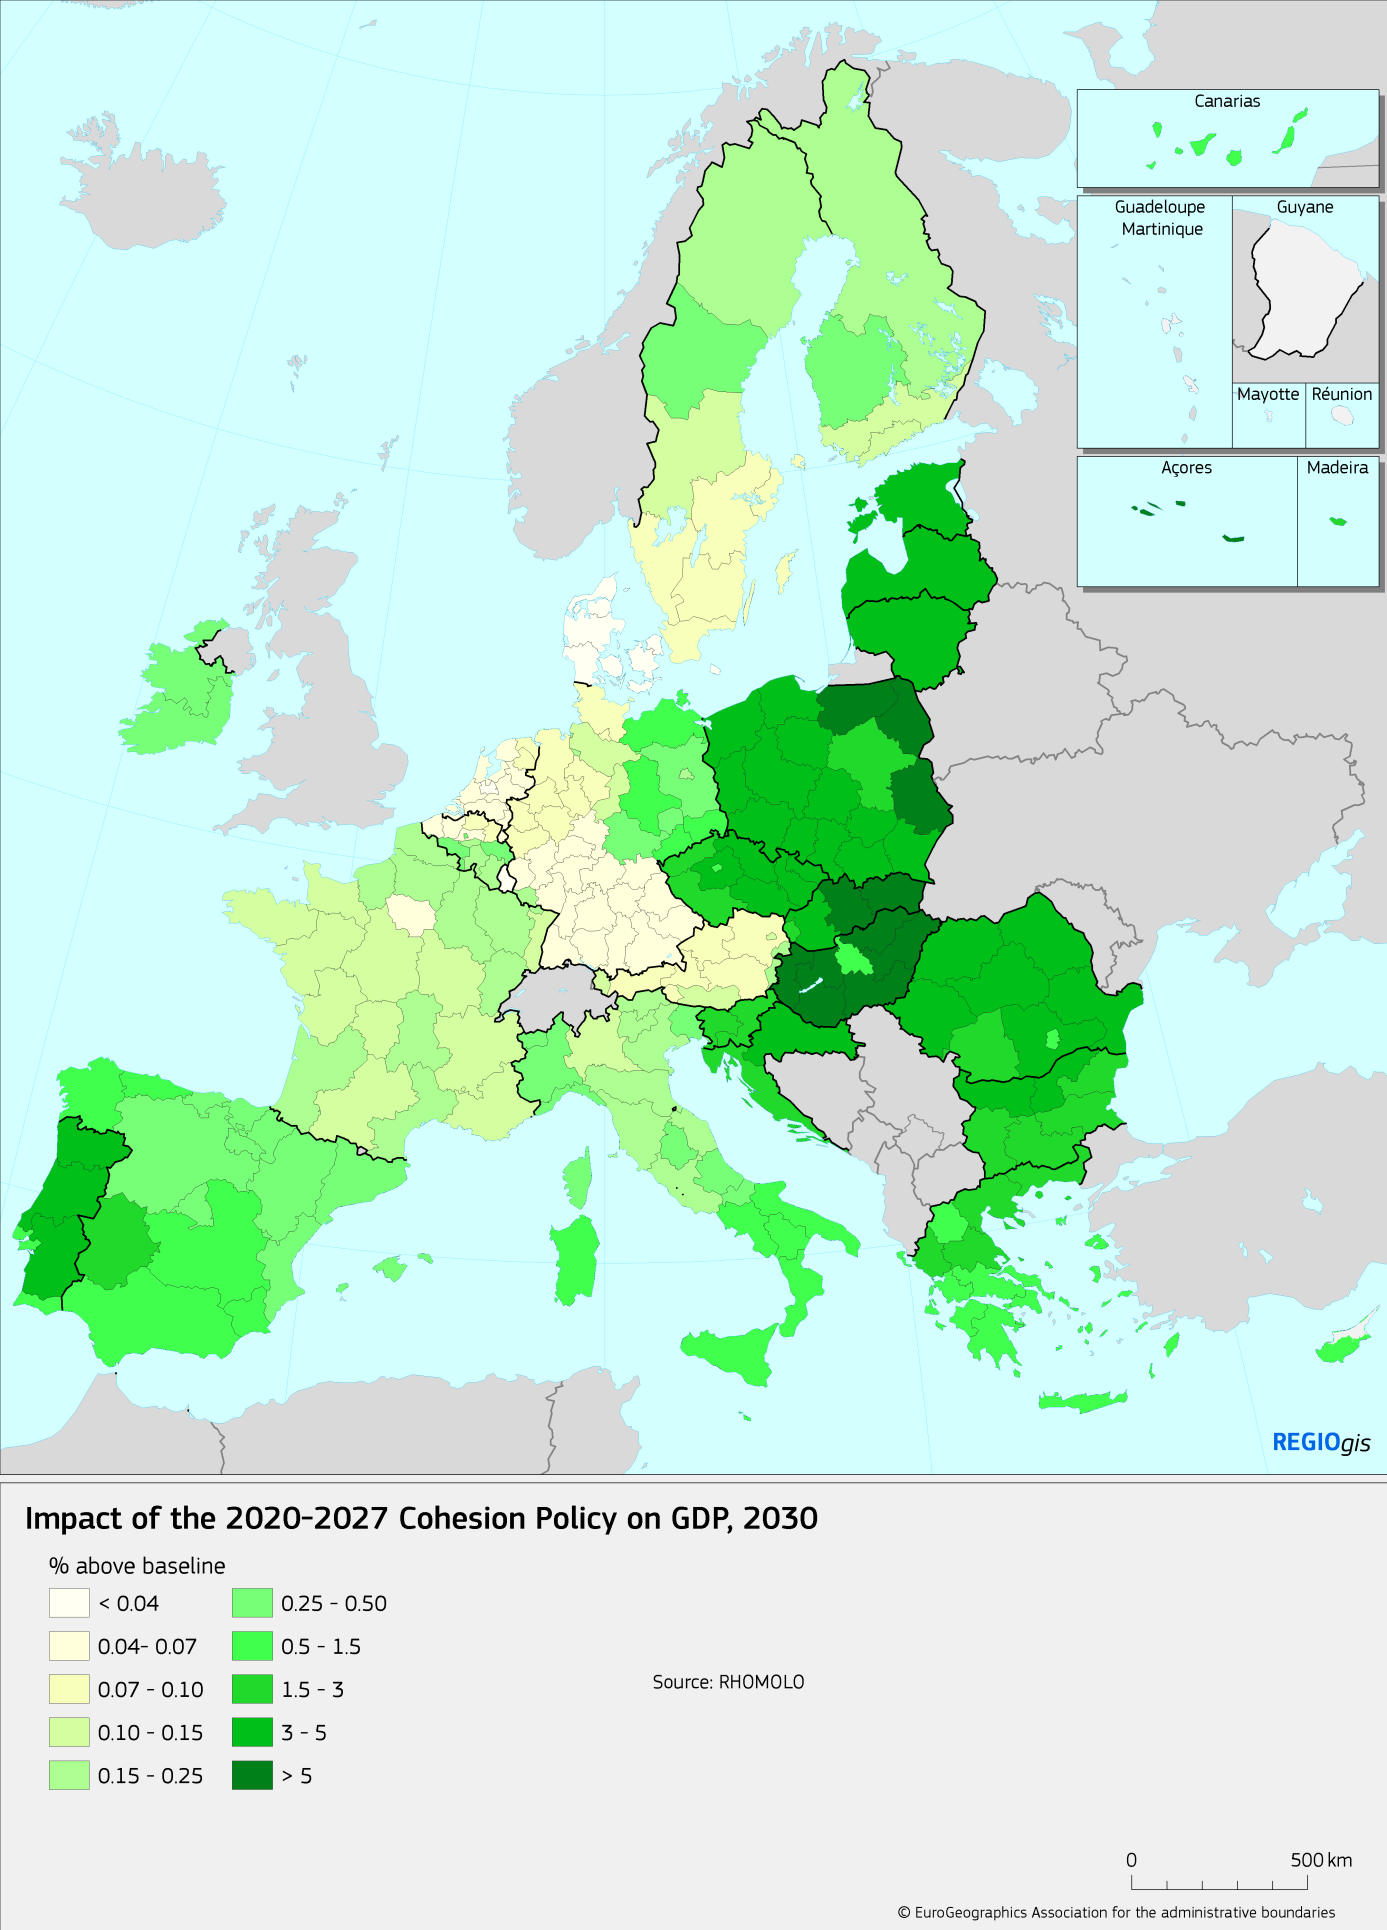 Canarias
Guadeloupe
Martinique
Guyane
Mayotte
Réunion
Açores
Madeira
REGIOgis
Impact of the 2020-2027 Cohesion Policy on GDP, 2030
% above baseline
< 0.04
0.04- 0.07
0.07 - 0.10
0.10 - 0.15
0.15 - 0.25
0.25 - 0.50
0.5 - 1.5
1.5 - 3
3 - 5
> 5
Source: RHOMOLO
0 500 km
© EuroGeographics Association for the administrative boundaries